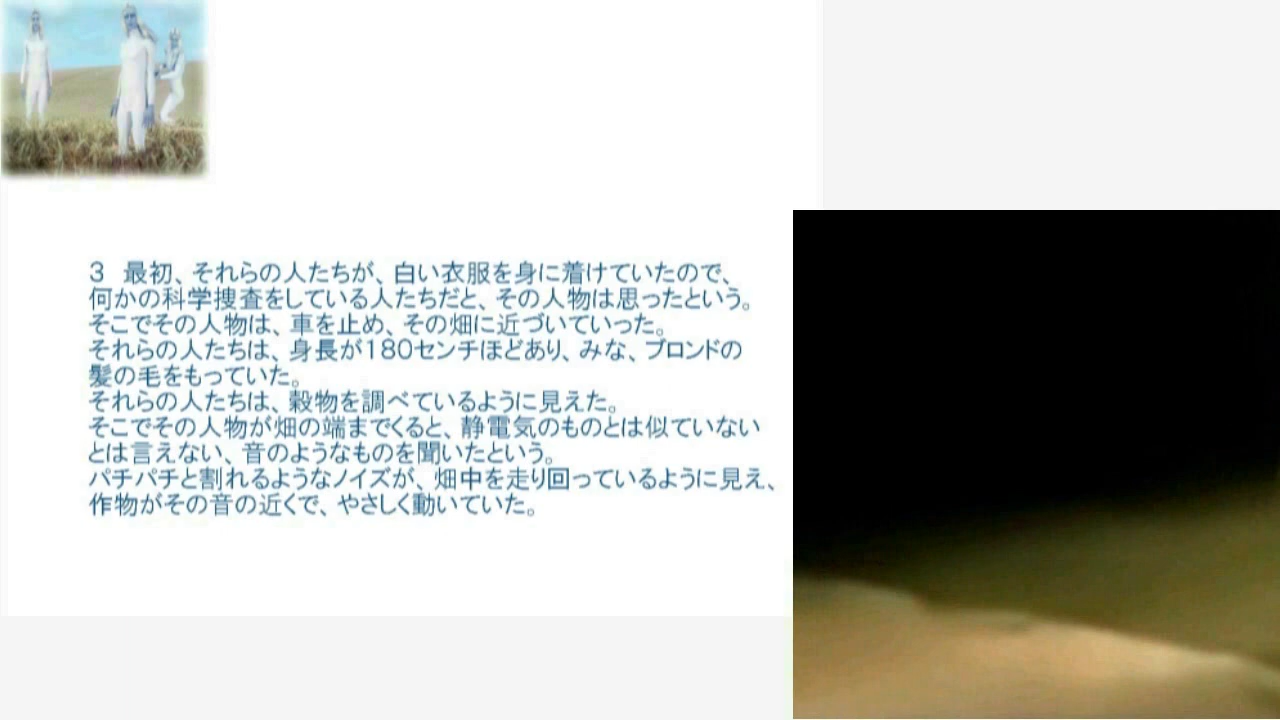 3 最初、それらの人たちが、白い衣服を身に着けていたので、
何かの科学捜査をしている人たちだと、その人物は思ったという。
そこでその人物は、車を止め、その畑に近づいていった。
それらの人たちは、身長が180センチほどあり、みな、ブロンドの
髪の毛をもっていた。
それらの人たちは、穀物を調べているように見えた。
そこでその人物が畑の端までくると、静電気のものとは似ていない
とは言えない、音のようなものを聞いたという。
パチパチと割れるようなノイズが、畑中を走り回っているように見え、
作物がその音の近くで、やさしく動いていた。